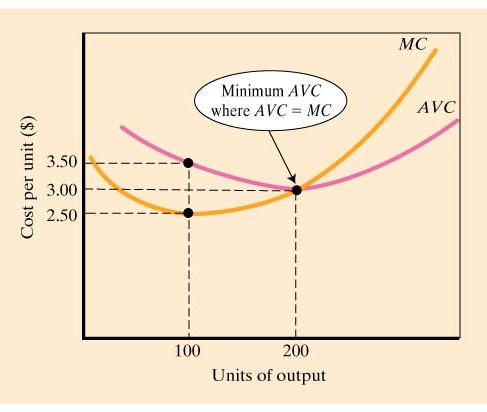 MC
Minimum AVC
where AVC = MC
AVC
Cost per unit ($)
3.50
3.00
2.50
100
200
Units of output